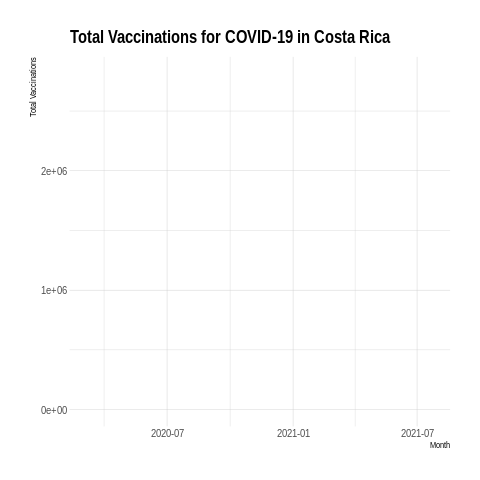 Total Vaccinations for COVID-19 in Costa Rica
Total Vaccinations
2e+06
1e+06
0e+00
2020-07 2021-01 2021-07
Month